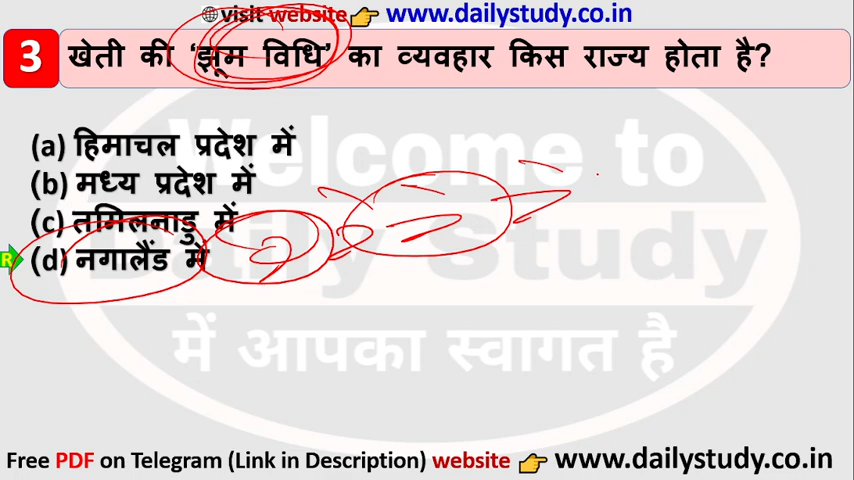 visit website 👉 www.dailystudy.co.in
3 खेती की ‘झूम विधि’ का व्यवहार किस राज्य होता है?
(a) हिमाचल प्रदेश में
(b) मध्य प्रदेश में
(c) तमिलनाडु में
R (d) नगालैंड में
Welcome to
Daily Study
में आपका स्वागत है
Free PDF on Telegram (Link in Description) website 👉 www.dailystudy.co.in